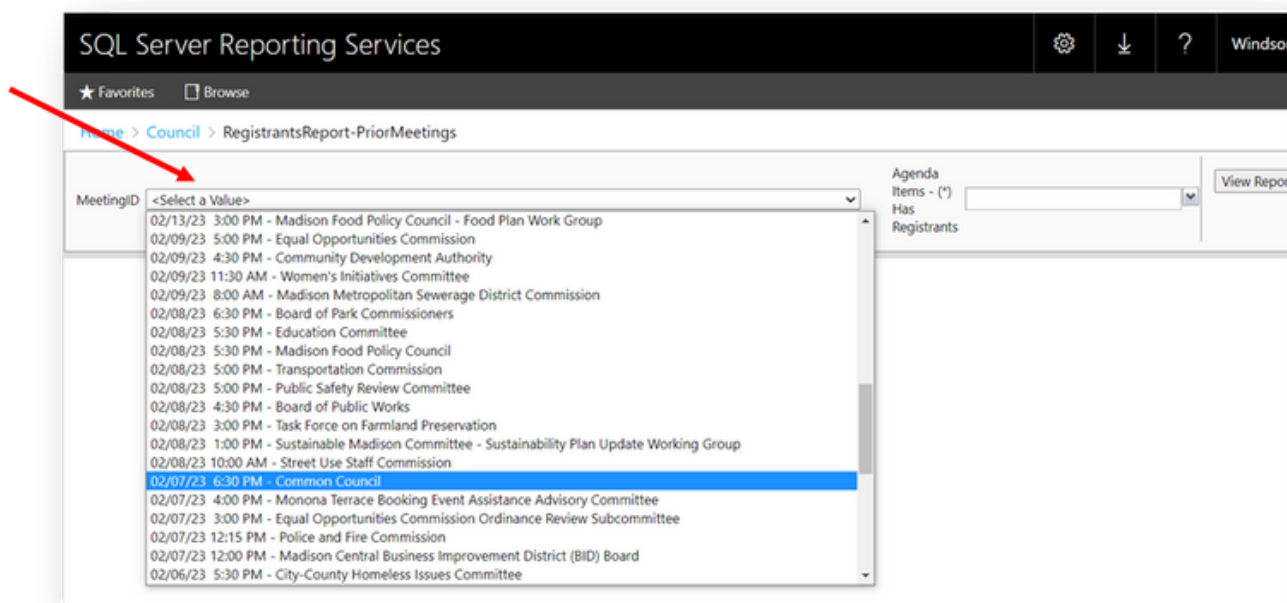 SQL Server Reporting Services
?
Favorites
Browse
Home > Council > RegistrantsReport-PriorMeetings
MeetingID
<Select a Value>
Agenda
Items - (*)
Has
Registrants
02/13/23 3:00 PM - Madison Food Policy Council - Food Plan Work Group
02/09/23 5:00 PM - Equal Opportunities Commission
02/09/23 4:30 PM - Community Development Authority
02/09/23 11:30 AM - Women's Initiatives Committee
02/09/23 8:00 AM - Madison Metropolitan Sewerage District Commission
02/08/23 6:30 PM - Board of Park Commissioners
02/08/23 5:30 PM - Education Committee
02/08/23 5:30 PM - Madison Food Policy Council
02/08/23 5:00 PM - Transportation Commission
02/08/23 5:00 PM - Public Safety Review Committee
02/08/23 4:30 PM - Board of Public Works
02/08/23 3:00 PM - Task Force on Farmland Preservation
02/08/23 1:00 PM - Sustainable Madison Committee - Sustainability Plan Update Working Group
02/08/23 10:00 AM - Street Use Staff Commission
02/07/23 6:30 PM - Common Council
02/07/23 4:00 PM - Monona Terrace Booking Event Assistance Advisory Committee
02/07/23 3:00 PM - Equal Opportunities Commission Ordinance Review Subcommittee
02/07/23 12:15 PM - Police and Fire Commission
02/07/23 12:00 PM - Madison Central Business Improvement District (BID) Board
02/06/23 5:30 PM - City-County Homeless Issues Committee
Windso
View Repor